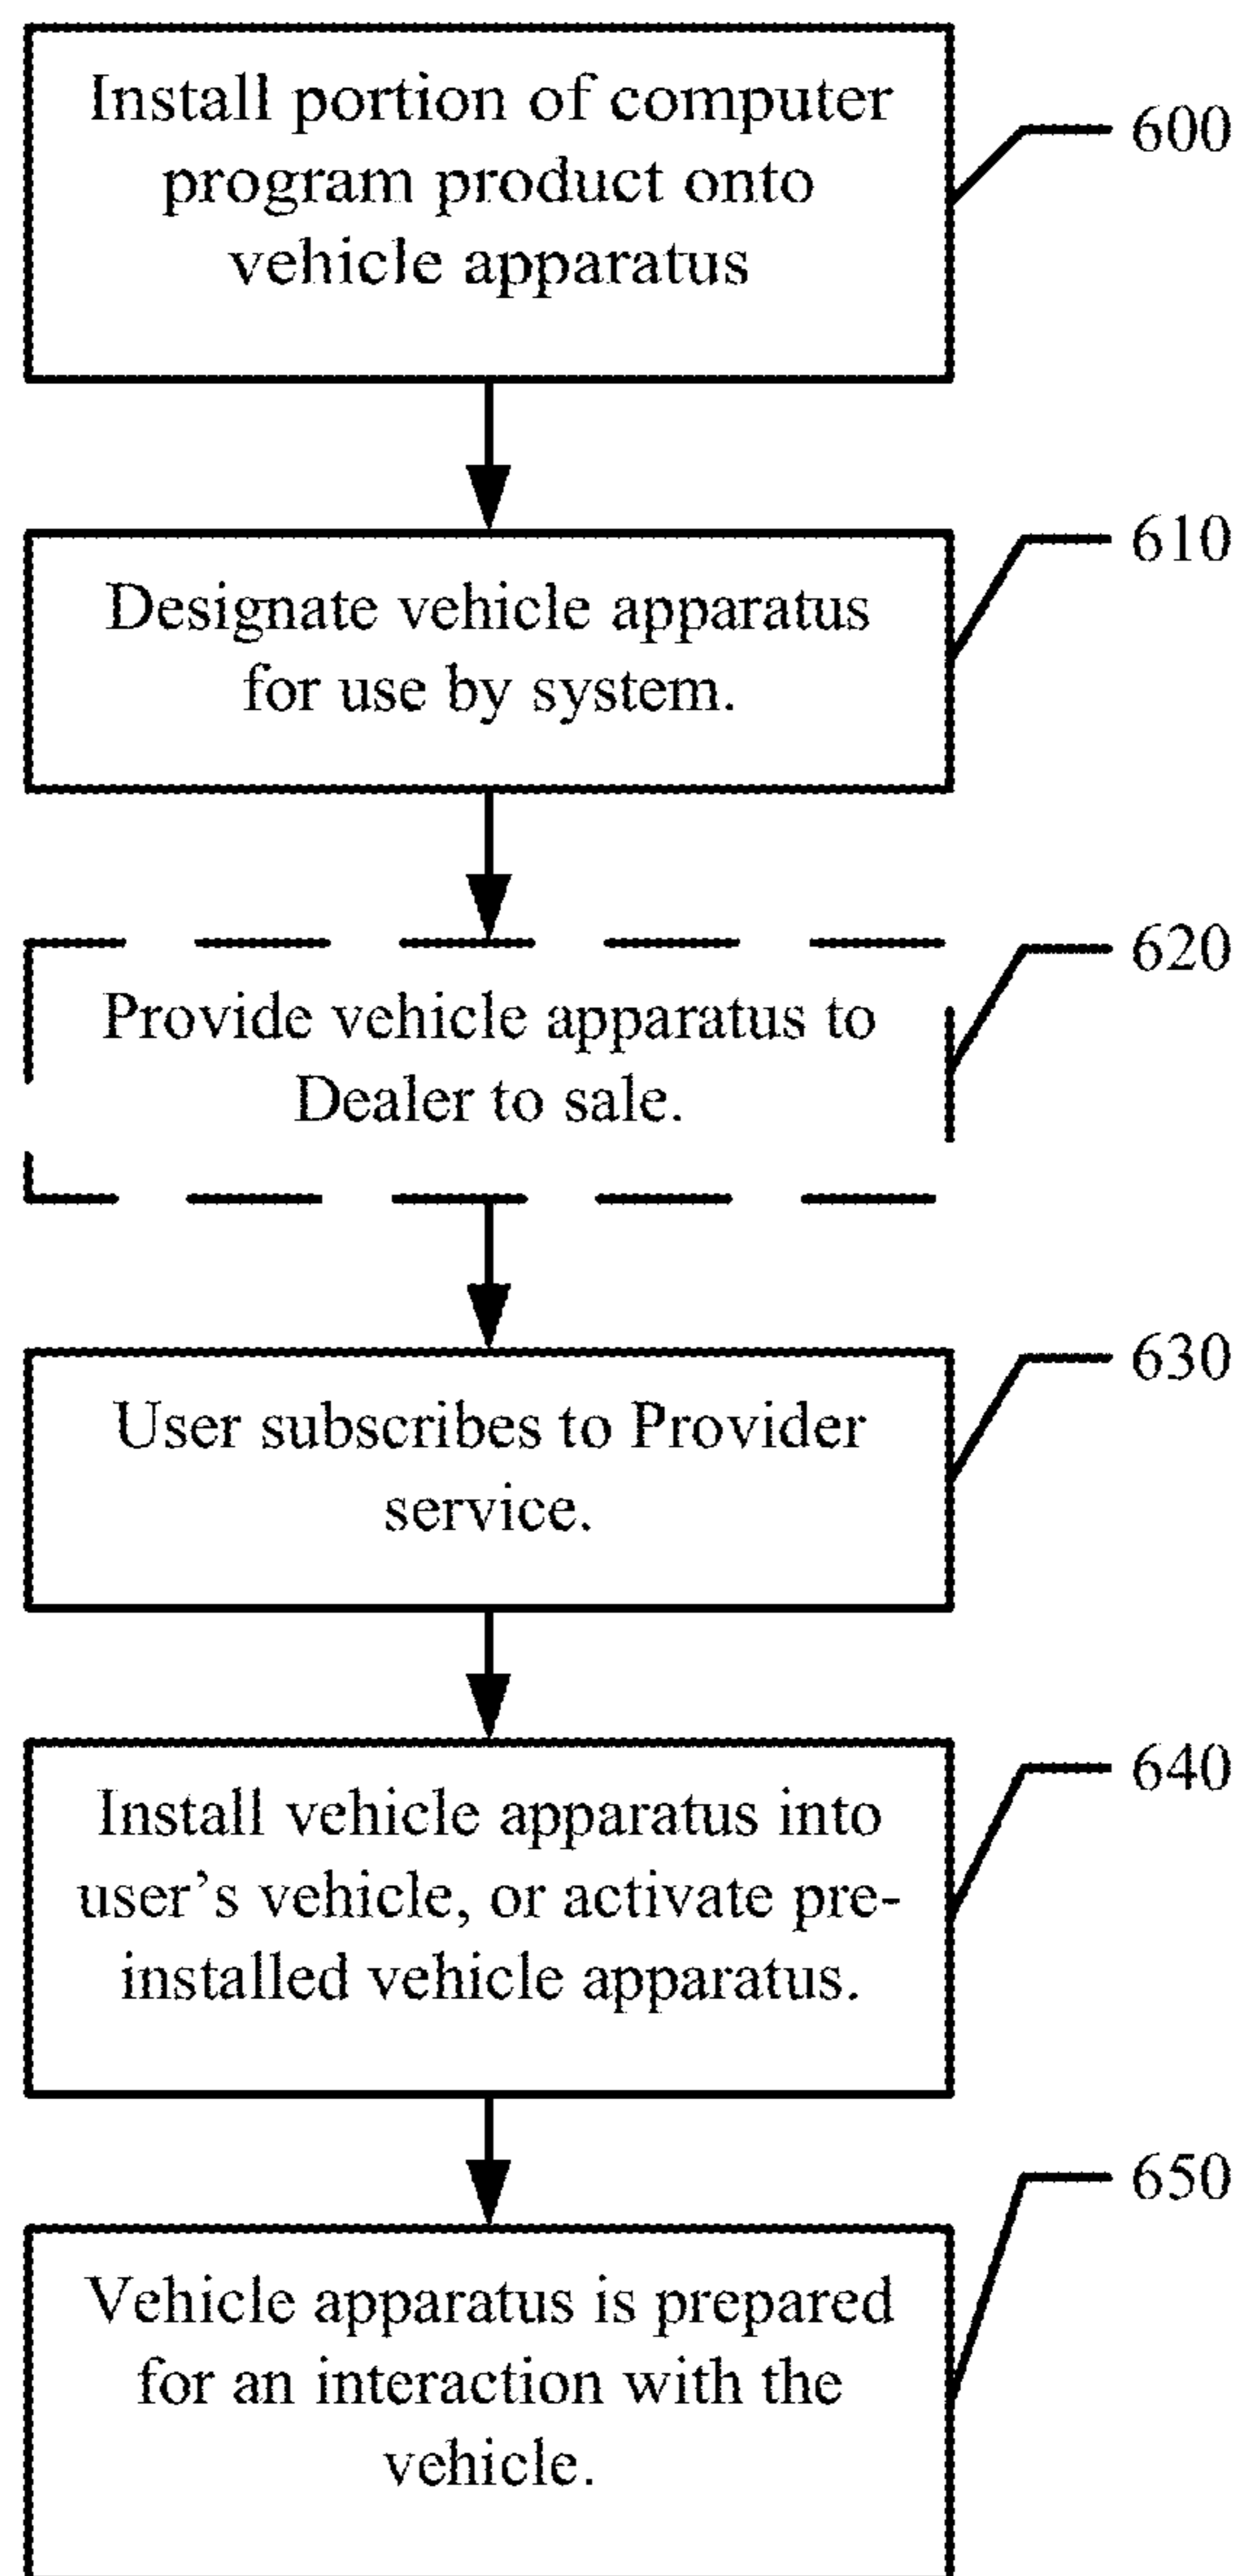 Install portion of computer
program product onto
vehicle apparatus
600
Designate vehicle apparatus
for use by system.
610
Provide vehicle apparatus to
Dealer to sale.
620
User subscribes to Provider
service.
630
Install vehicle apparatus into
user’s vehicle, or activate pre-
installed vehicle apparatus.
640
Vehicle apparatus is prepared
for an interaction with the
vehicle.
650